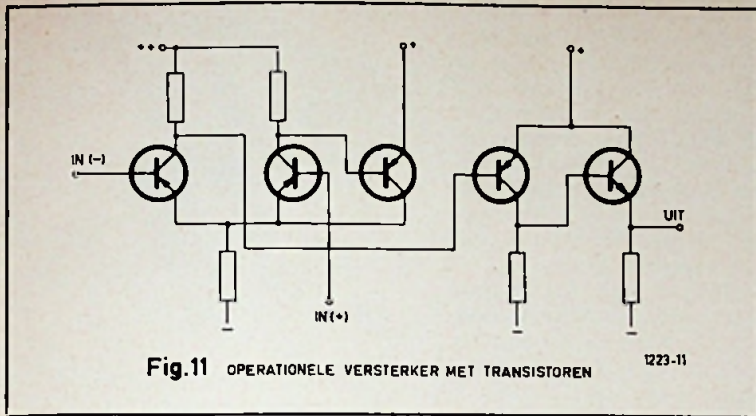 ++
+
+
IN (-)
UIT
IN(+)
Fig.11 OPERATIONELE VERSTERKER MET TRANSISTOREN
1223-11